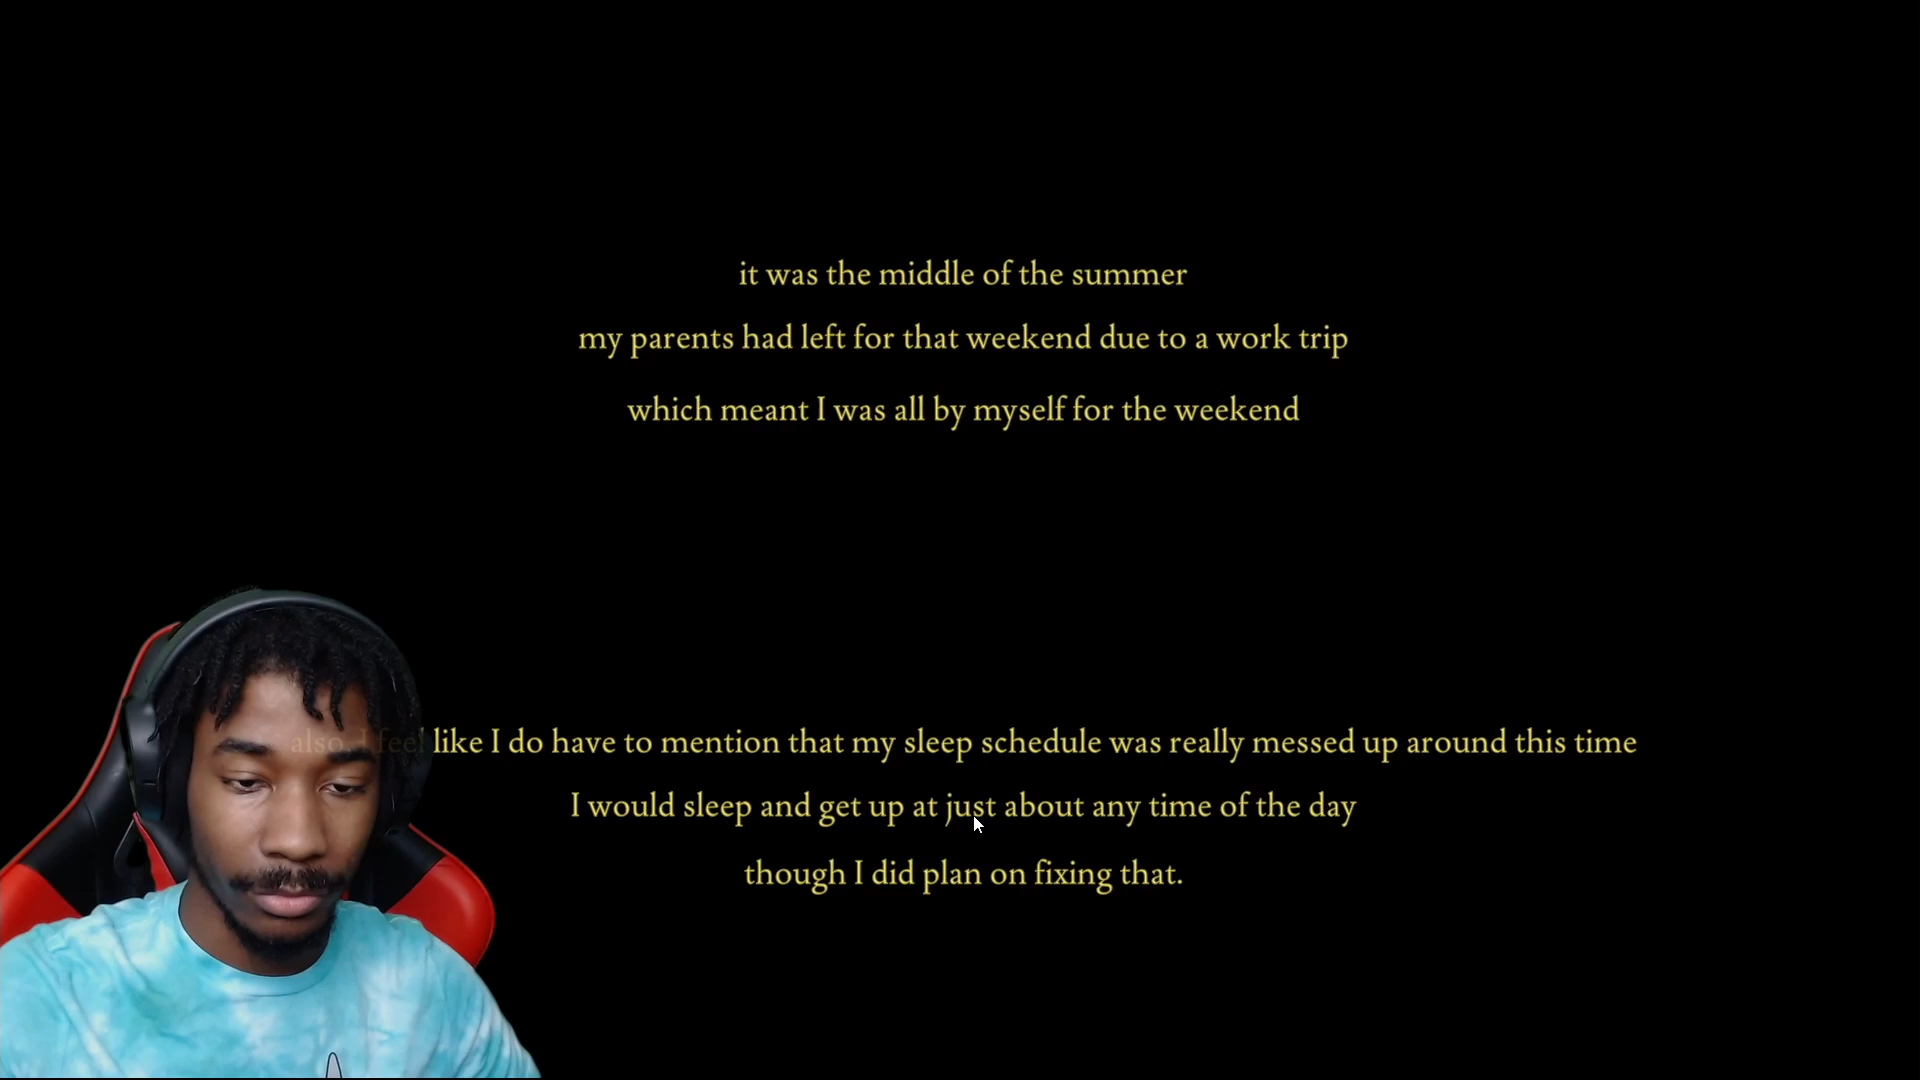 it was the middle of the summer
my parents had left for that weekend due to a work trip
which meant I was all by myself for the weekend
also, I feel like I do have to mention that my sleep schedule was really messed up around this time
I would sleep and get up at just about any time of the day
though I did plan on fixing that.